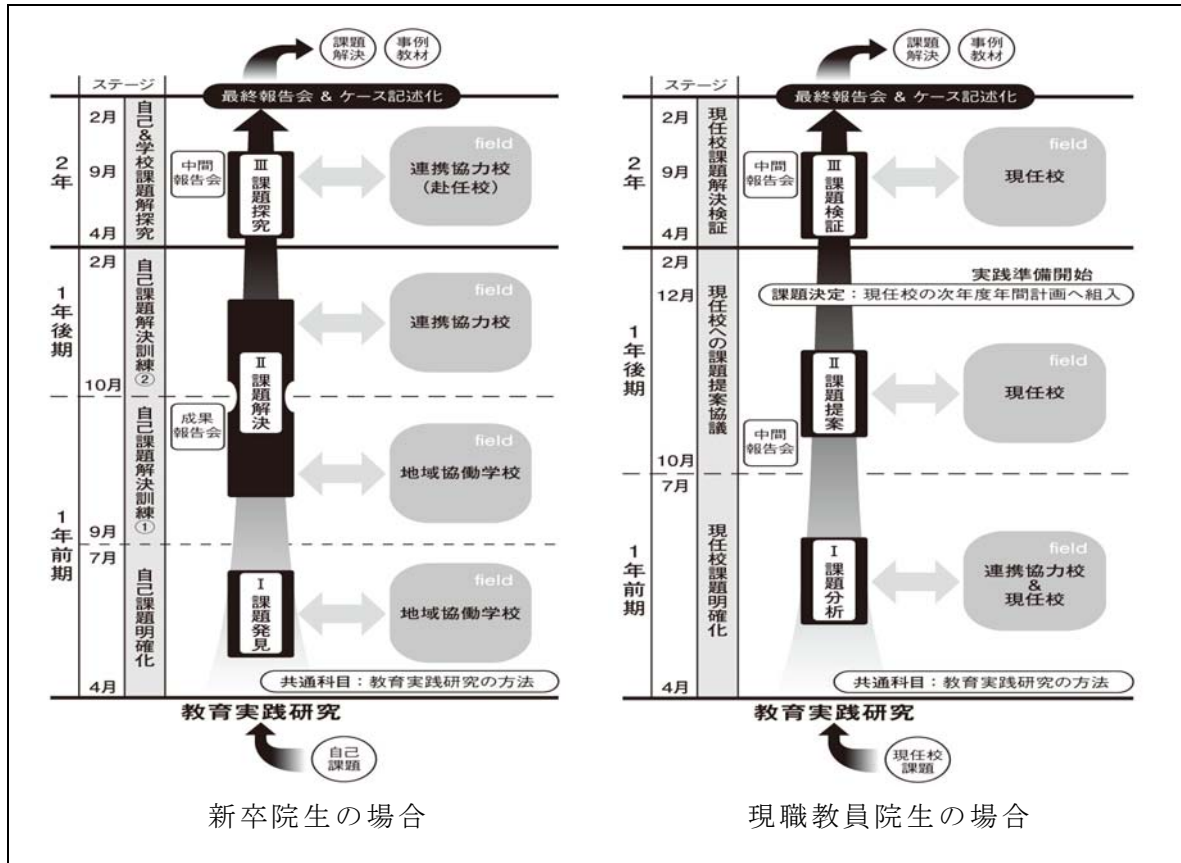 課題
解決
事例
教材
ステージ
最終報告会 & ケース記述化
2年
2月
9月
4月
自己&学校課題解探究
中間
報告会
Ⅲ課題探究
field
連携協力校
(赴任校)
1年後期
2月
10月
自己課題解決訓練②
Ⅱ課題解決
field
連携協力校
成果
報告会
1年前期
自己課題解決訓練①
9月
field
地域協働学校
7月
4月
自己課題明確化
Ⅰ課題発見
field
地域協働学校
共通科目:教育実践研究の方法
教育実践研究
自己
課題
新卒院生の場合
課題
解決
事例
教材
ステージ
最終報告会 & ケース記述化
2年
2月
9月
4月
現任校課題解決検証
中間
報告会
Ⅲ課題検証
field
現任校
1年後期
2月
12月
10月
現任校への課題提案協議
実践準備開始
課題決定:現任校の次年度年間計画へ組入
Ⅱ課題提案
field
現任校
中間
報告会
1年前期
7月
4月
現任校課題明確化
Ⅰ課題分析
field
連携協力校
&
現任校
共通科目:教育実践研究の方法
教育実践研究
現任校
課題
現職教員院生の場合